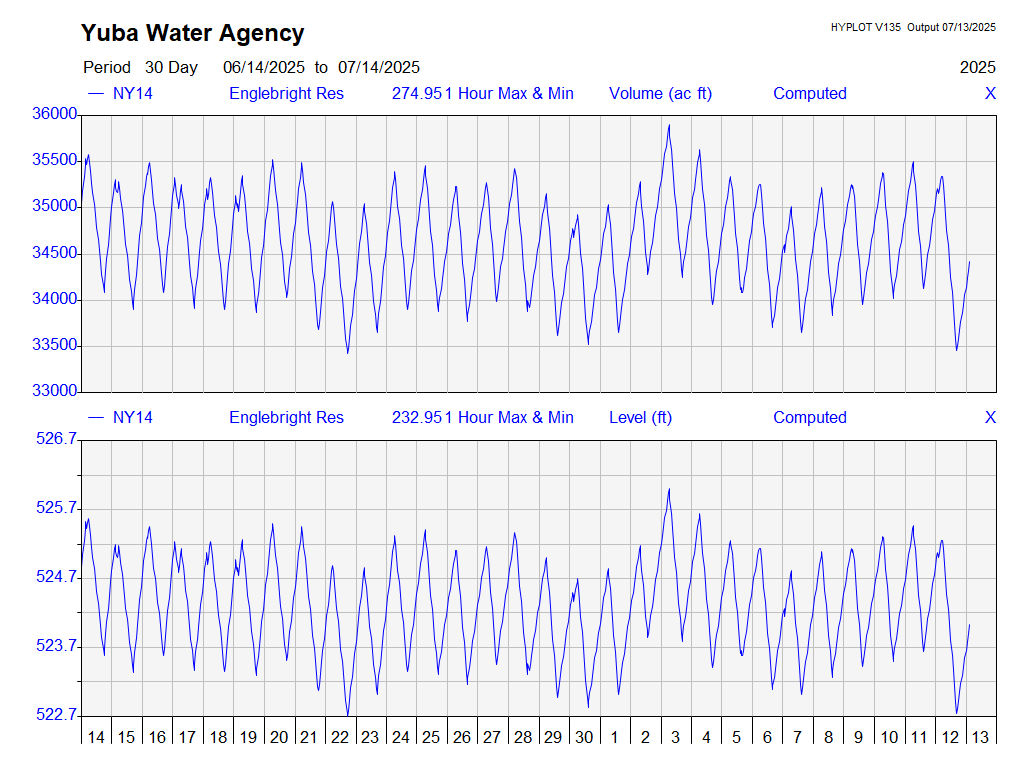 Yuba Water Agency
HYPLOT V135 Output 07/13/2025
Period 30 Day 06/14/2025 to 07/14/2025 2025
— NY14 Englebright Res 274.951 Hour Max & Min Volume (ac ft) Computed X
36000
35500
35000
34500
34000
33500
33000
— NY14 Englebright Res 232.951 Hour Max & Min Level (ft) Computed X
526.7
525.7
524.7
523.7
522.7
14 15 16 17 18 19 20 21 22 23 24 25 26 27 28 29 30 1 2 3 4 5 6 7 8 9 10 11 12 13